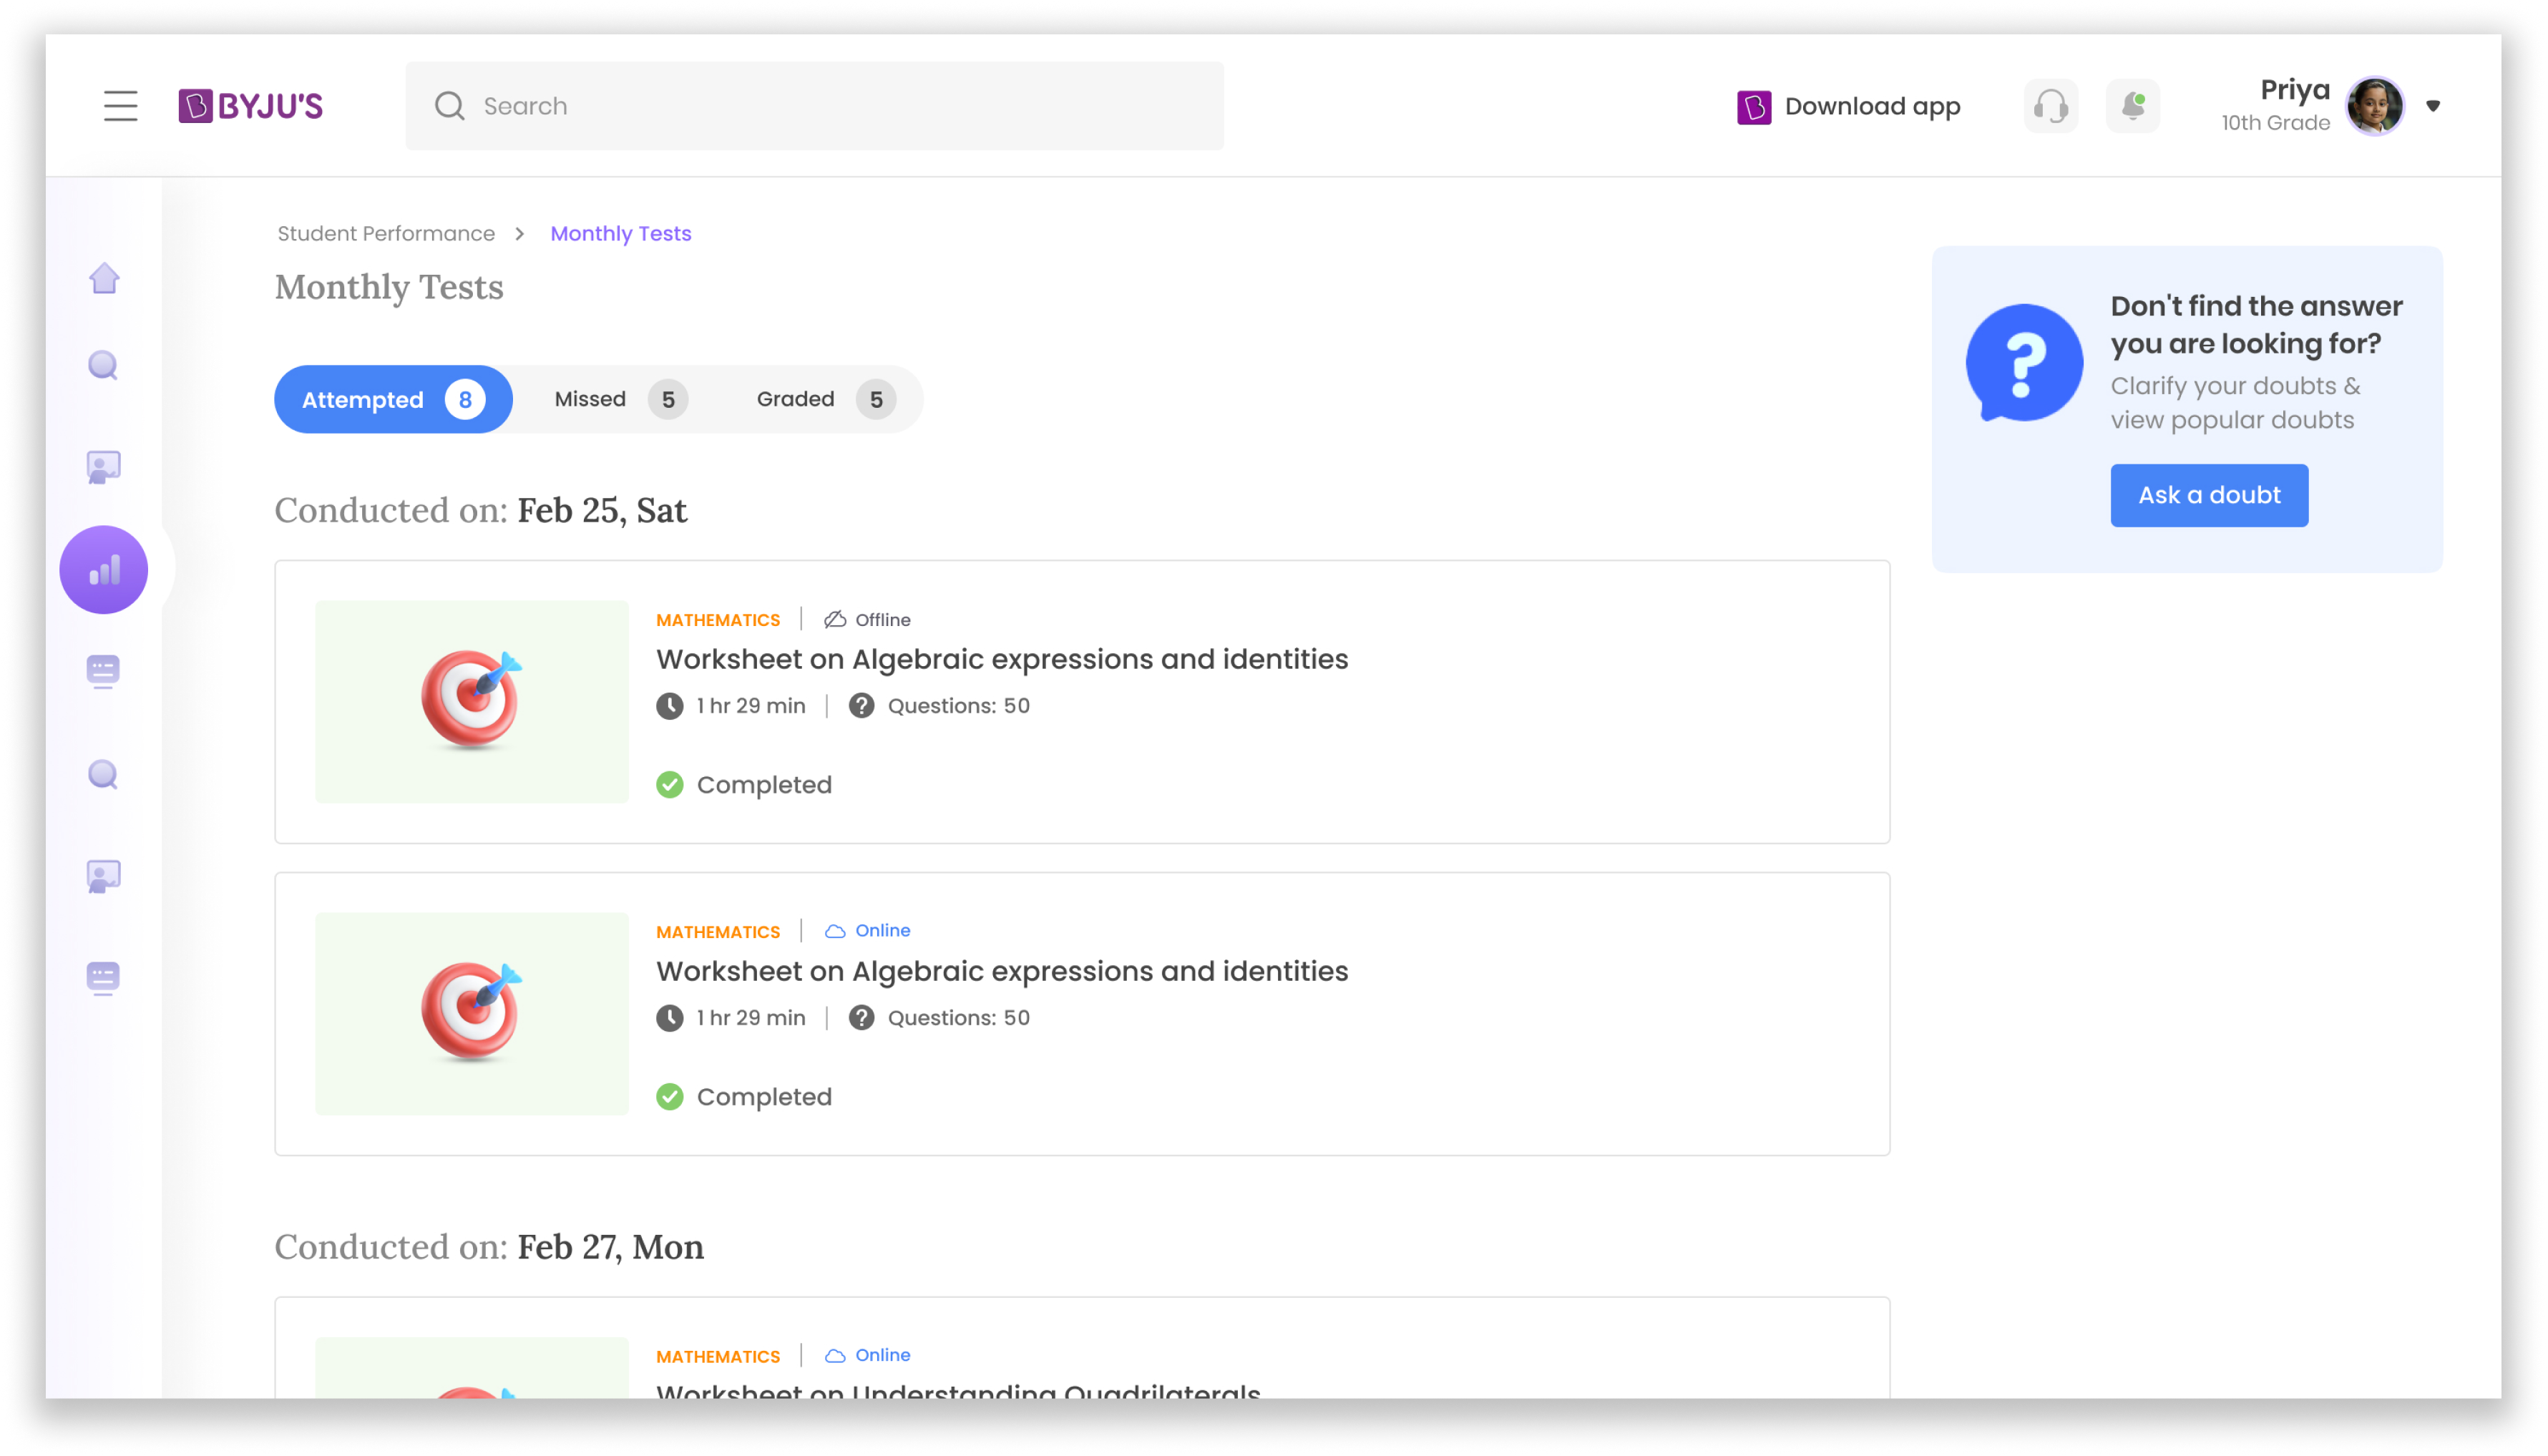 BYJU'S
Search
Download app
Priya
10th Grade
Student Performance > Monthly Tests
Monthly Tests
Attempted 8 Missed 5 Graded 5
Don't find the answer
you are looking for?
Clarify your doubts &
view popular doubts
Ask a doubt
Conducted on: Feb 25, Sat
MATHEMATICS | Offline
Worksheet on Algebraic expressions and identities
1 hr 29 min | ? Questions: 50
Completed
MATHEMATICS | Online
Worksheet on Algebraic expressions and identities
1 hr 29 min | ? Questions: 50
Completed
Conducted on: Feb 27, Mon
MATHEMATICS | Online
Worksheet on Understanding Quadrilaterals